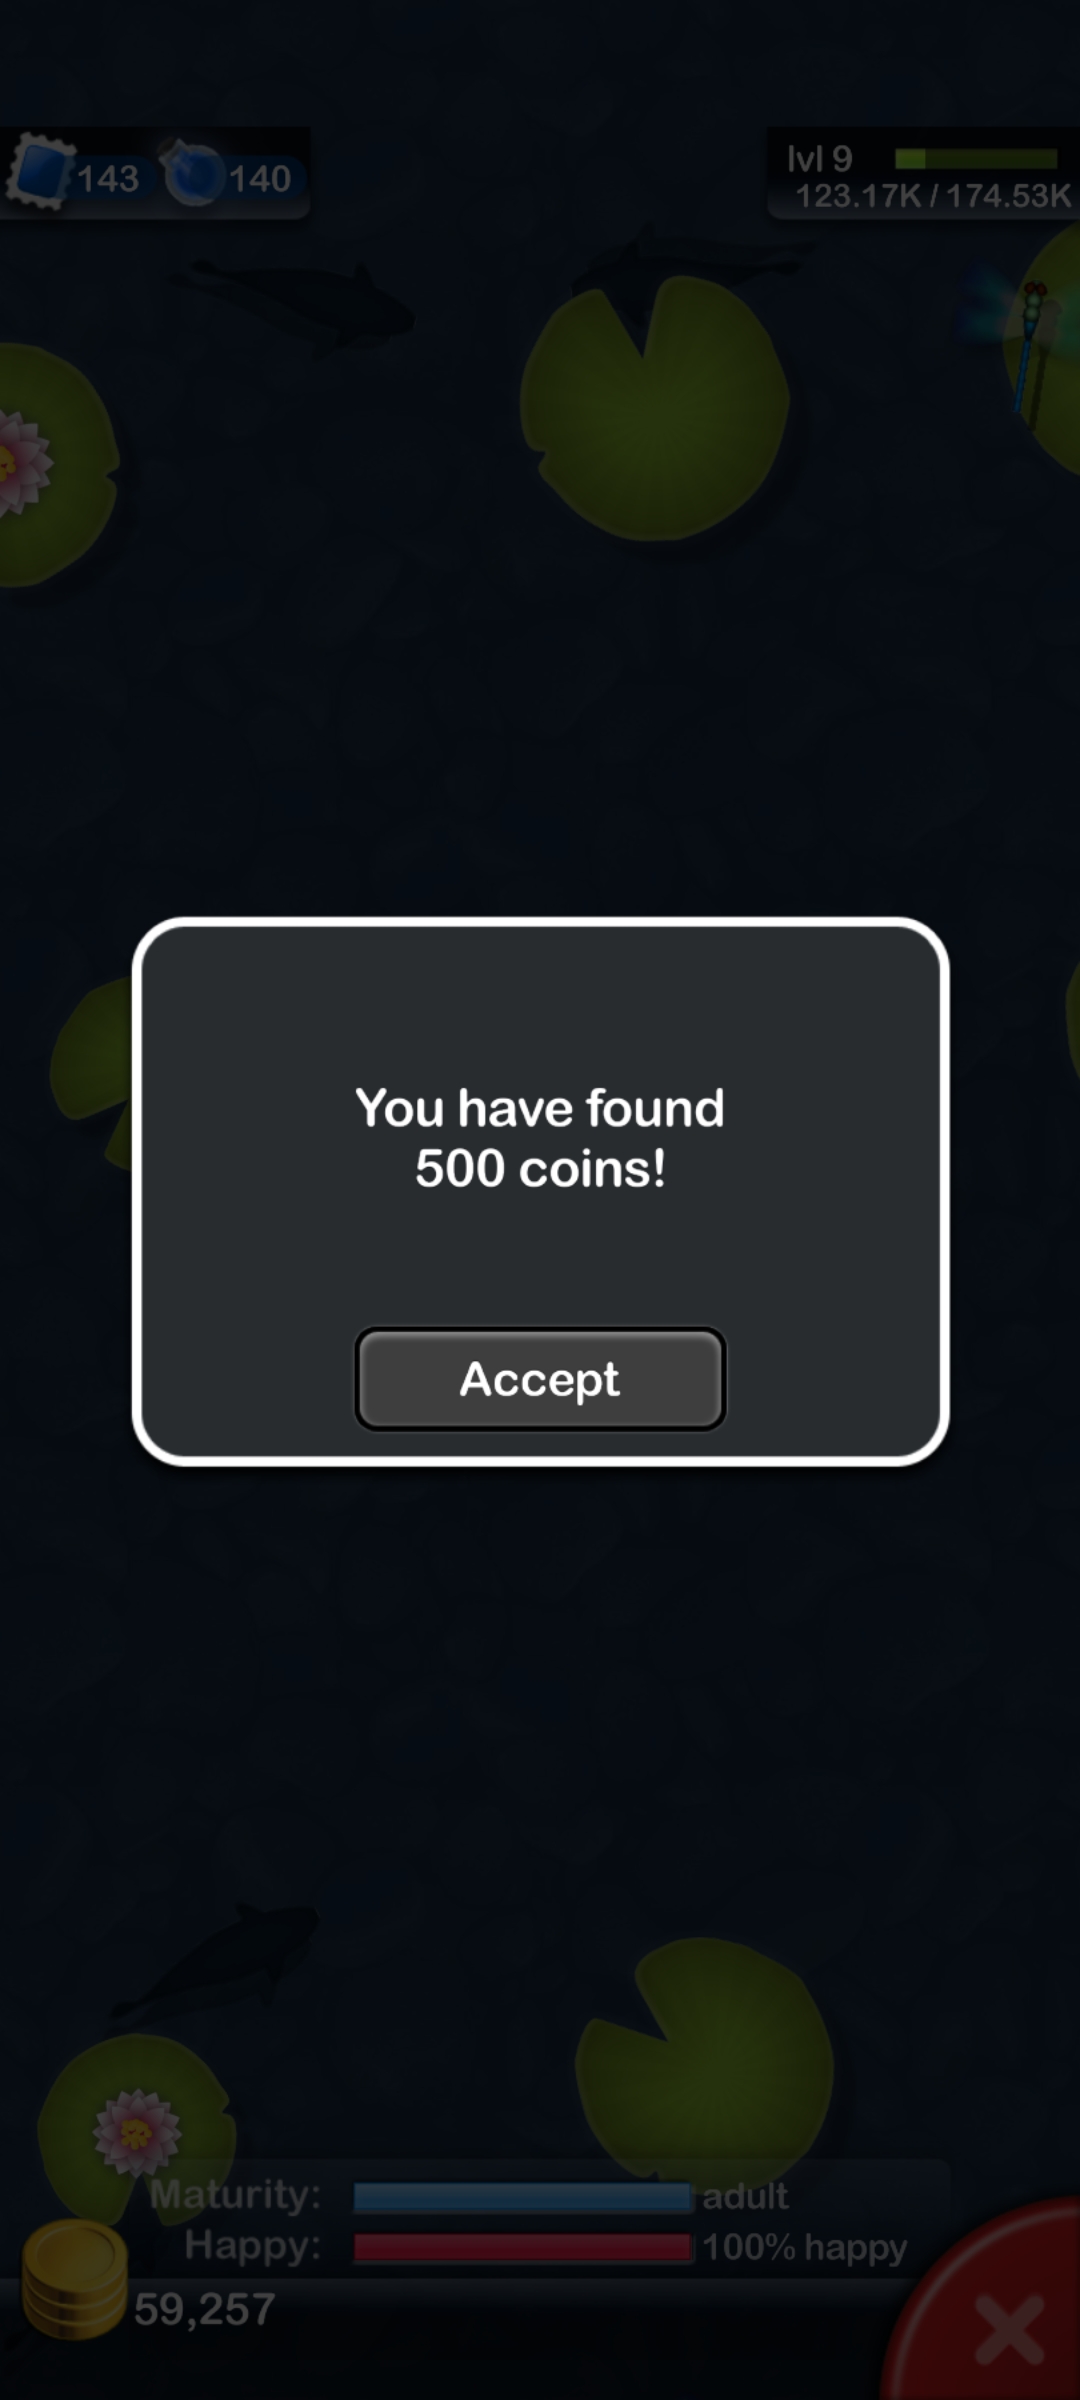 143 140
lvl 9
123.17K / 174.53K
You have found
500 coins!
Accept
Maturity: adult
Happy: 100% happy
59,257